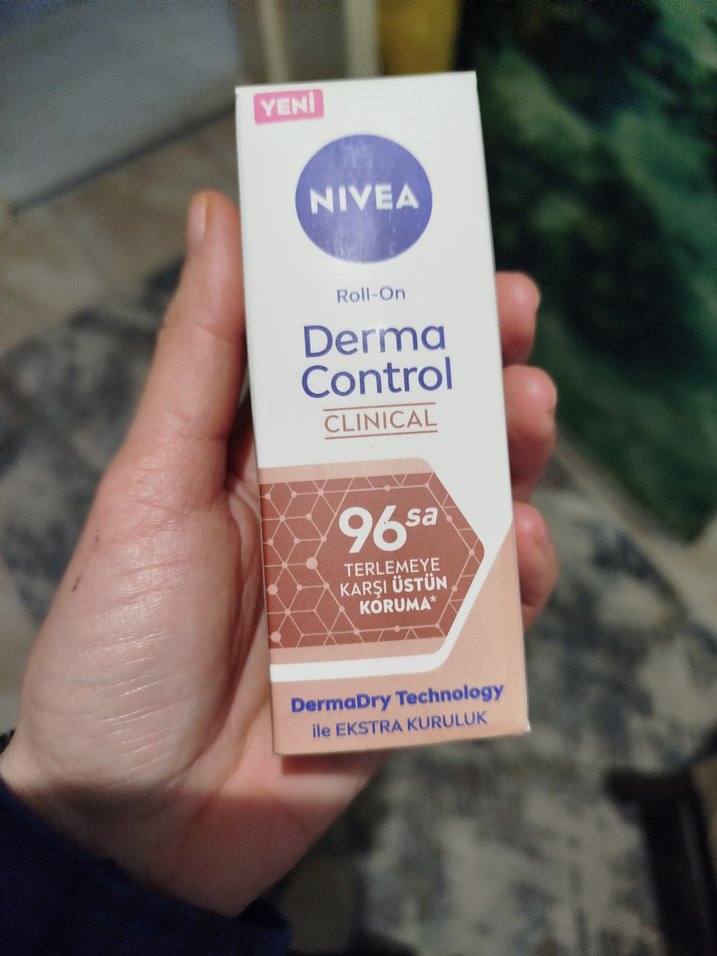 YENİ
NIVEA
Roll-On
Derma
Control
CLINICAL
96sa
TERLEMEYE
KARŞI ÜSTÜN
KORUMA*
DermaDry Technology
ile EKSTRA KURULUK